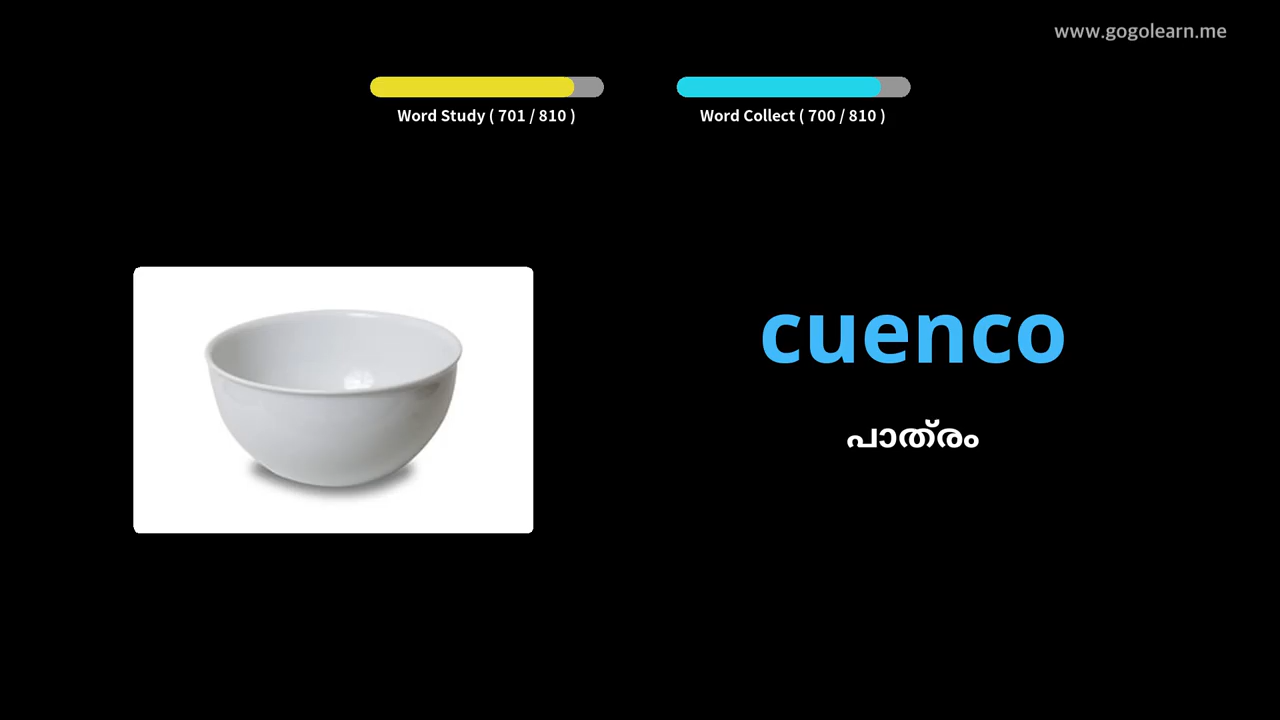 www.gogolearn.me
Word Study ( 701 / 810 )
Word Collect ( 700 / 810 )
cuenco
പാത്രം